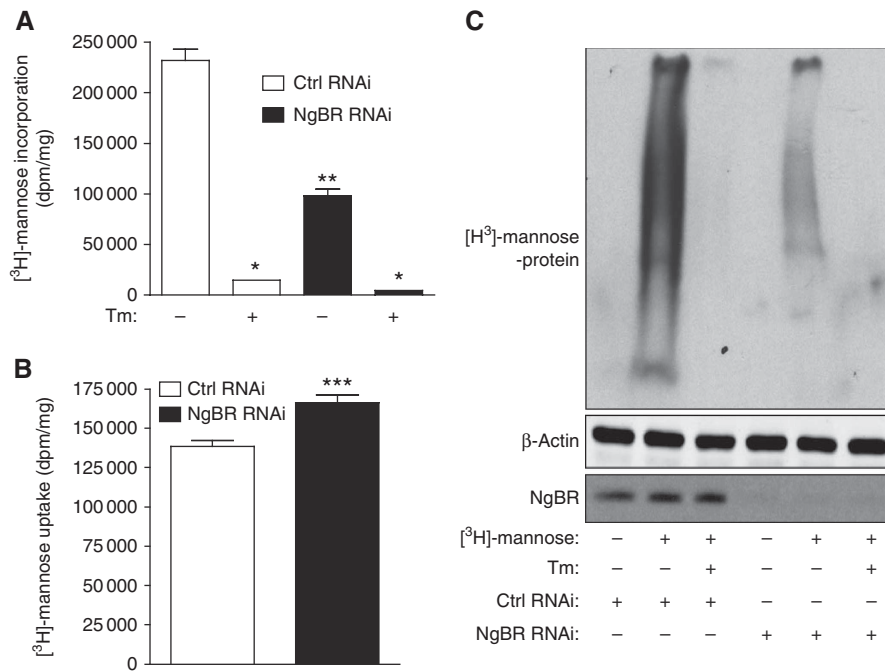 A
[³H]-mannose incorporation
(dpm/mg)
250 000
200 000
150 000
100 000
50 000
0
Ctrl RNAi
NgBR RNAi
*
**
*
Tm: – + – +
B
[³H]-mannose uptake (dpm/mg)
175 000
150 000
125 000
100 000
75 000
50 000
25 000
0
Ctrl RNAi
NgBR RNAi
***
C
[H³]-mannose
-protein
β-Actin
NgBR
[³H]-mannose: – + + – + +
Tm: – – + – – +
Ctrl RNAi: + + + – – –
NgBR RNAi: – – – + + +